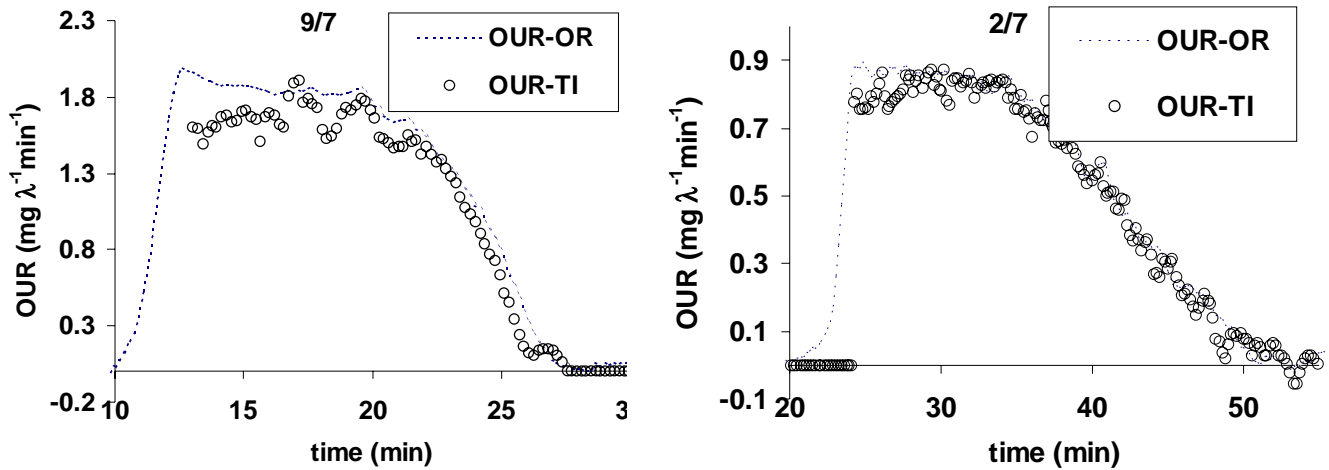 9/7
OUR-OR
OUR-TI
2.3
1.8
1.3
0.8
0.3
-0.2
OUR (mg λ⁻¹min⁻¹)
10 15 20 25 3
time (min)
2/7
OUR-OR
OUR-TI
0.9
0.7
0.5
0.3
0.1
-0.1
OUR (mg λ⁻¹min⁻¹)
20 30 40 50
time (min)